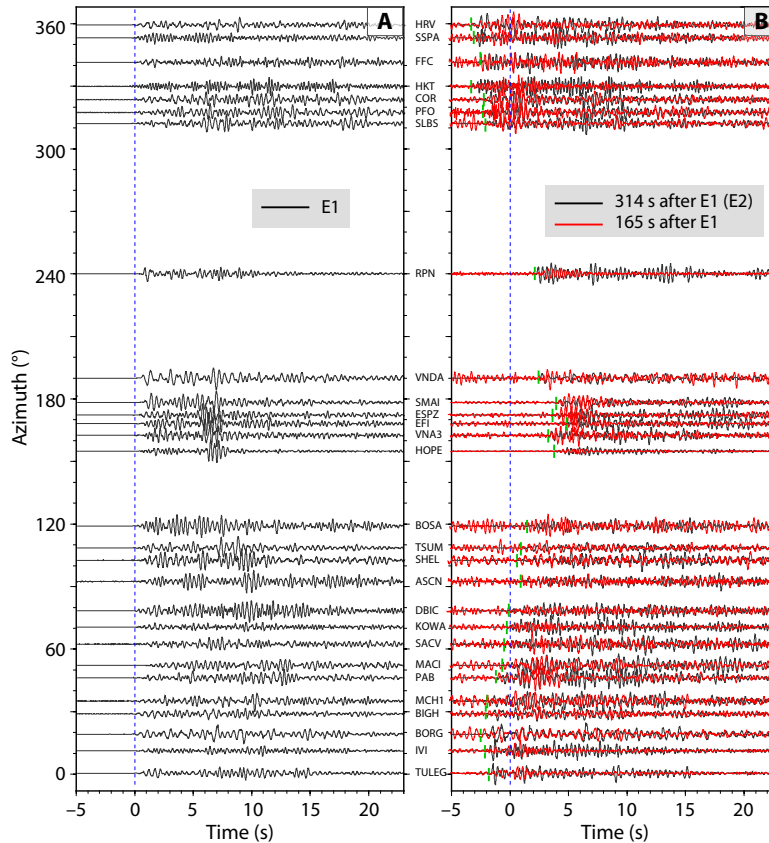 A
B
360
300
240
180
120
60
0
Azimuth (°)
E1
314 s after E1 (E2)
165 s after E1
HRV
SSPA
FFC
HKT
COR
PFO
SLBS
RPN
VNDA
SMAI
ESPZ
EFI
VNA3
HOPE
BOSA
TSUM
SHEL
ASCN
DBIC
KOWA
SACV
MACI
PAB
MCH1
BIGH
BORG
IVI
TULEG
−5 0 5 10 15 20
−5 0 5 10 15 20
Time (s)
Time (s)